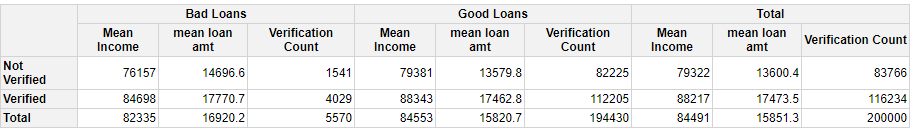 Bad Loans Good Loans Total
Mean Income mean loan amt Verification Count Mean Income mean loan amt Verification Count Mean Income mean loan amt Verification Count
Not Verified 76157 14696.6 1541 79381 13579.8 82225 79322 13600.4 83766
Verified 84698 17770.7 4029 88343 17462.8 112205 88217 17473.5 116234
Total 82335 16920.2 5570 84553 15820.7 194430 84491 15851.3 200000